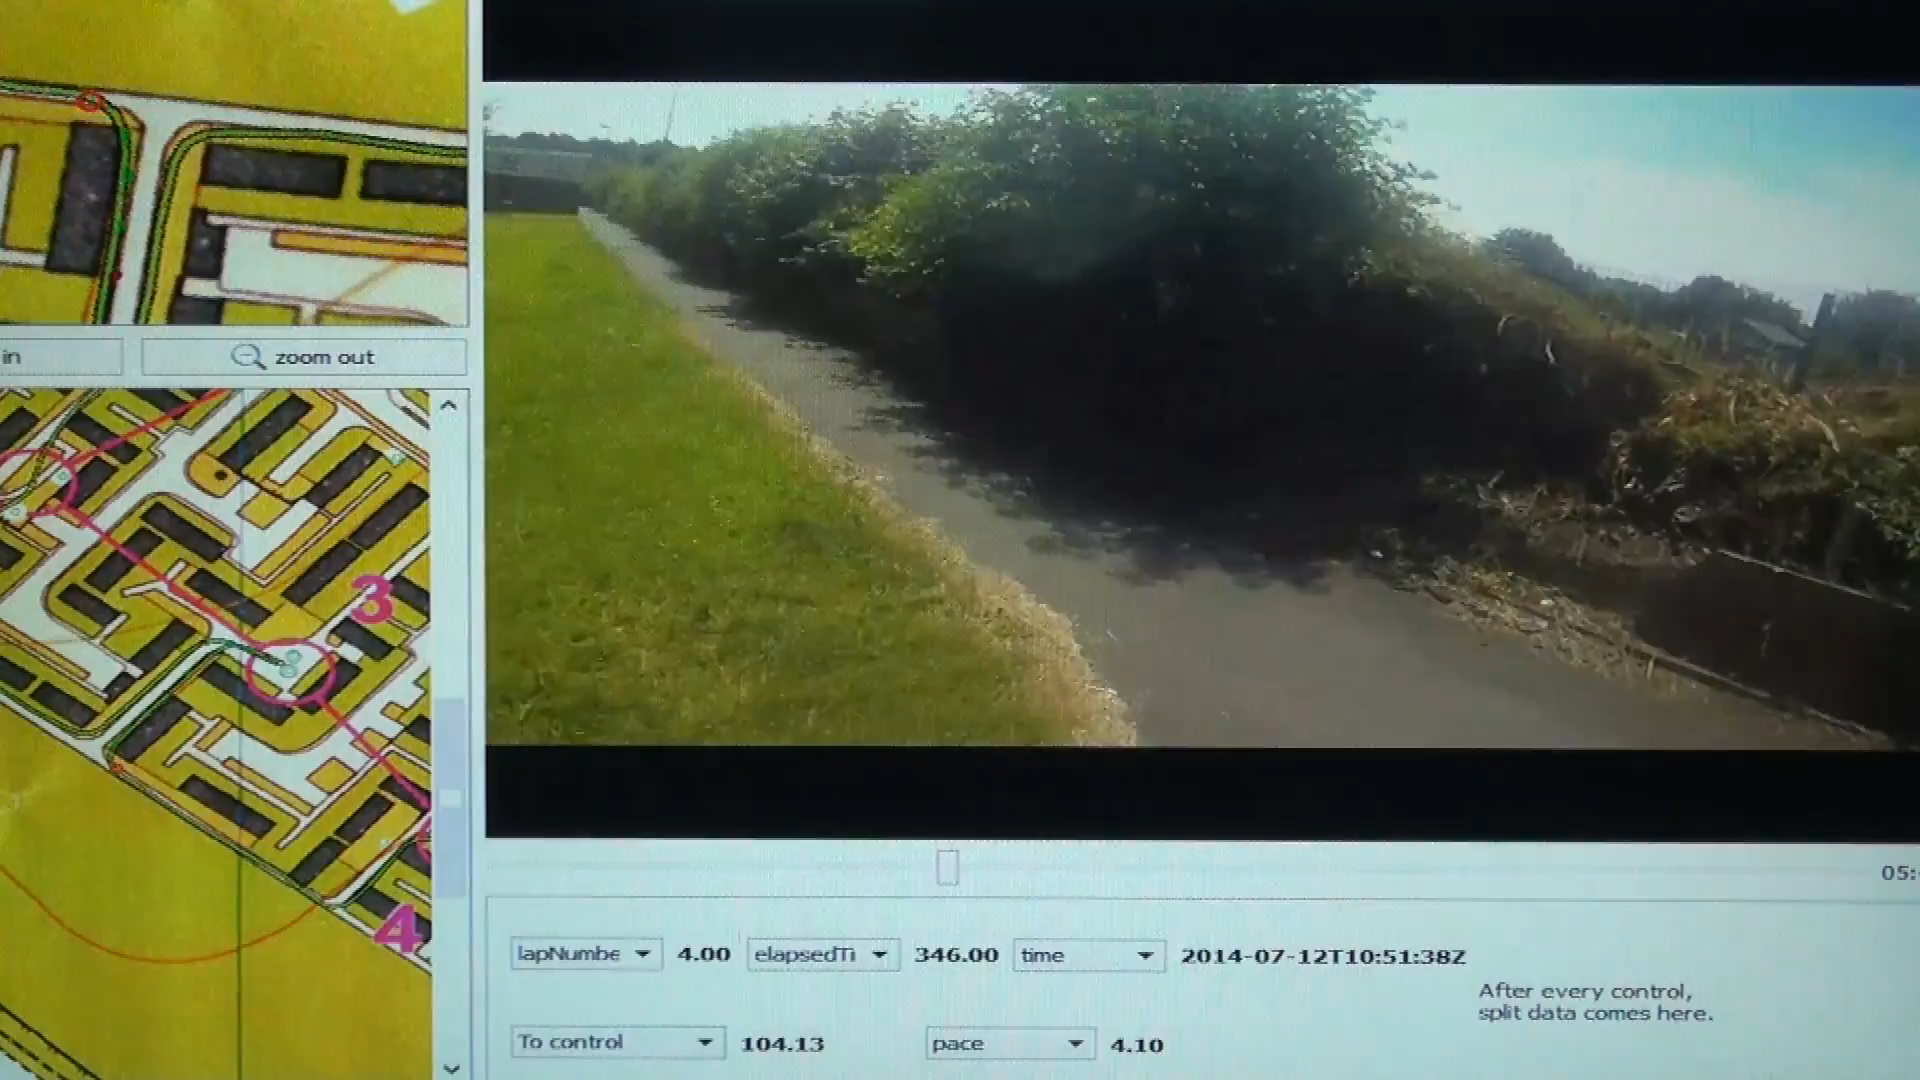 in
zoom out
3
4
05:
lapNumbe 4.00 elapsedTi 346.00 time 2014-07-12T10:51:38Z
After every control,
split data comes here.
To control 104.13 pace 4.10